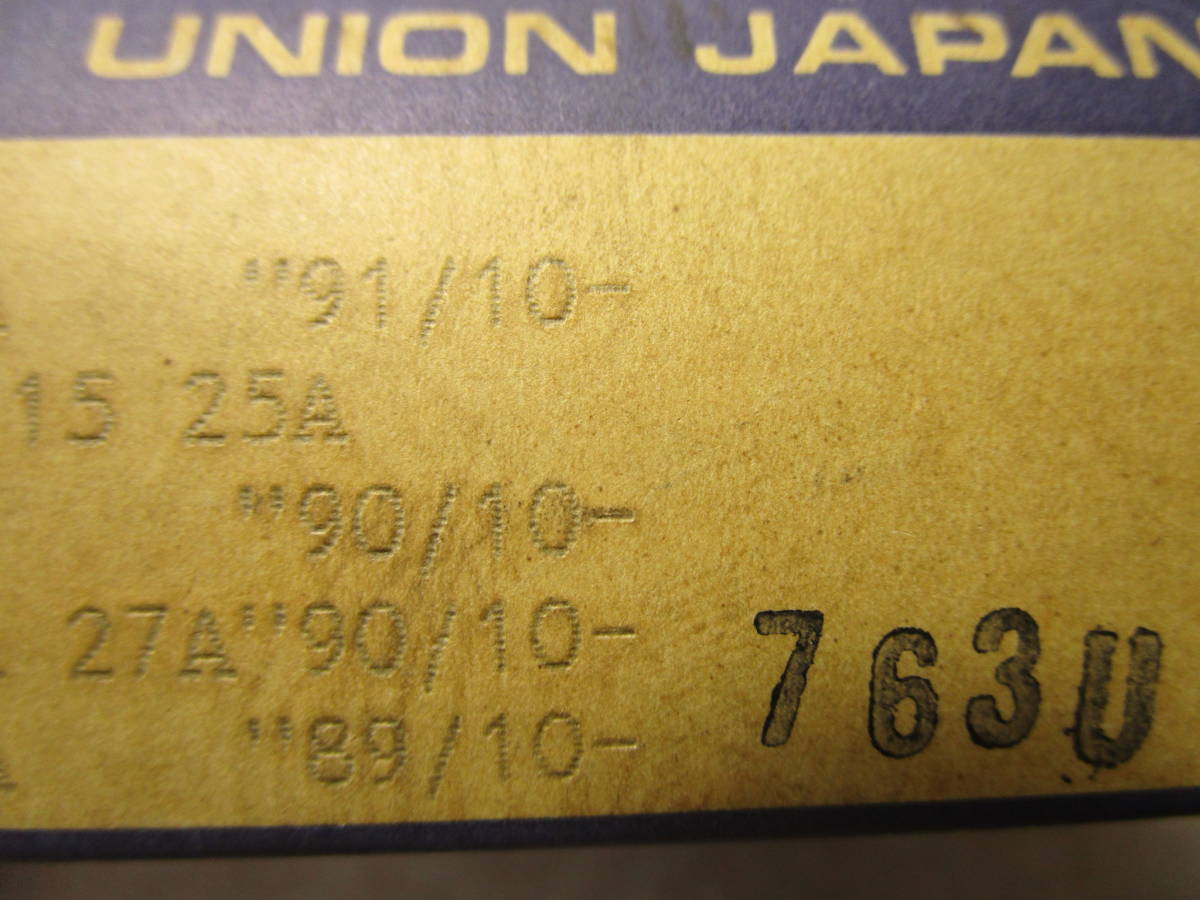 UNION JAPAN
"91/10-
15 25A
"90/10-
27A"90/10-
"89/10-
763U